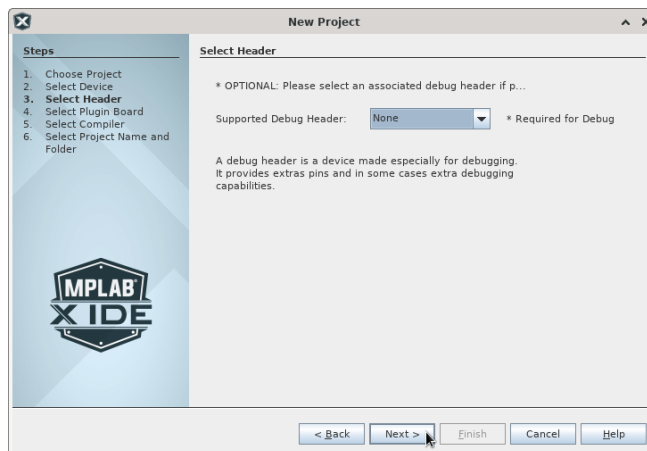 New Project
Steps
1. Choose Project
2. Select Device
3. Select Header
4. Select Plugin Board
5. Select Compiler
6. Select Project Name and
Folder
MPLAB
X IDE
Select Header
* OPTIONAL: Please select an associated debug header if p...
Supported Debug Header: None * Required for Debug
A debug header is a device made especially for debugging.
It provides extras pins and in some cases extra debugging
capabilities.
< Back Next > Finish Cancel Help